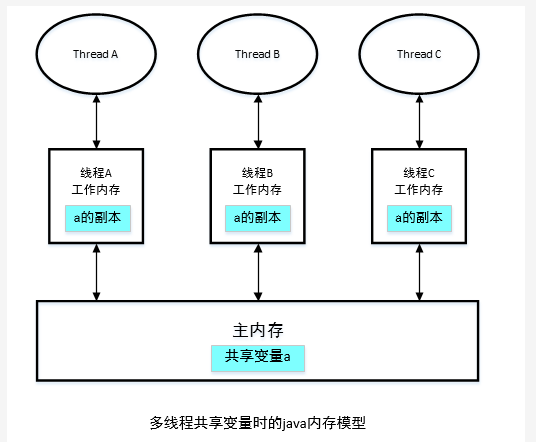 Thread A
Thread B
Thread C
线程A
工作内存
a的副本
线程B
工作内存
a的副本
线程C
工作内存
a的副本
主内存
共享变量a
多线程共享变量时的java内存模型